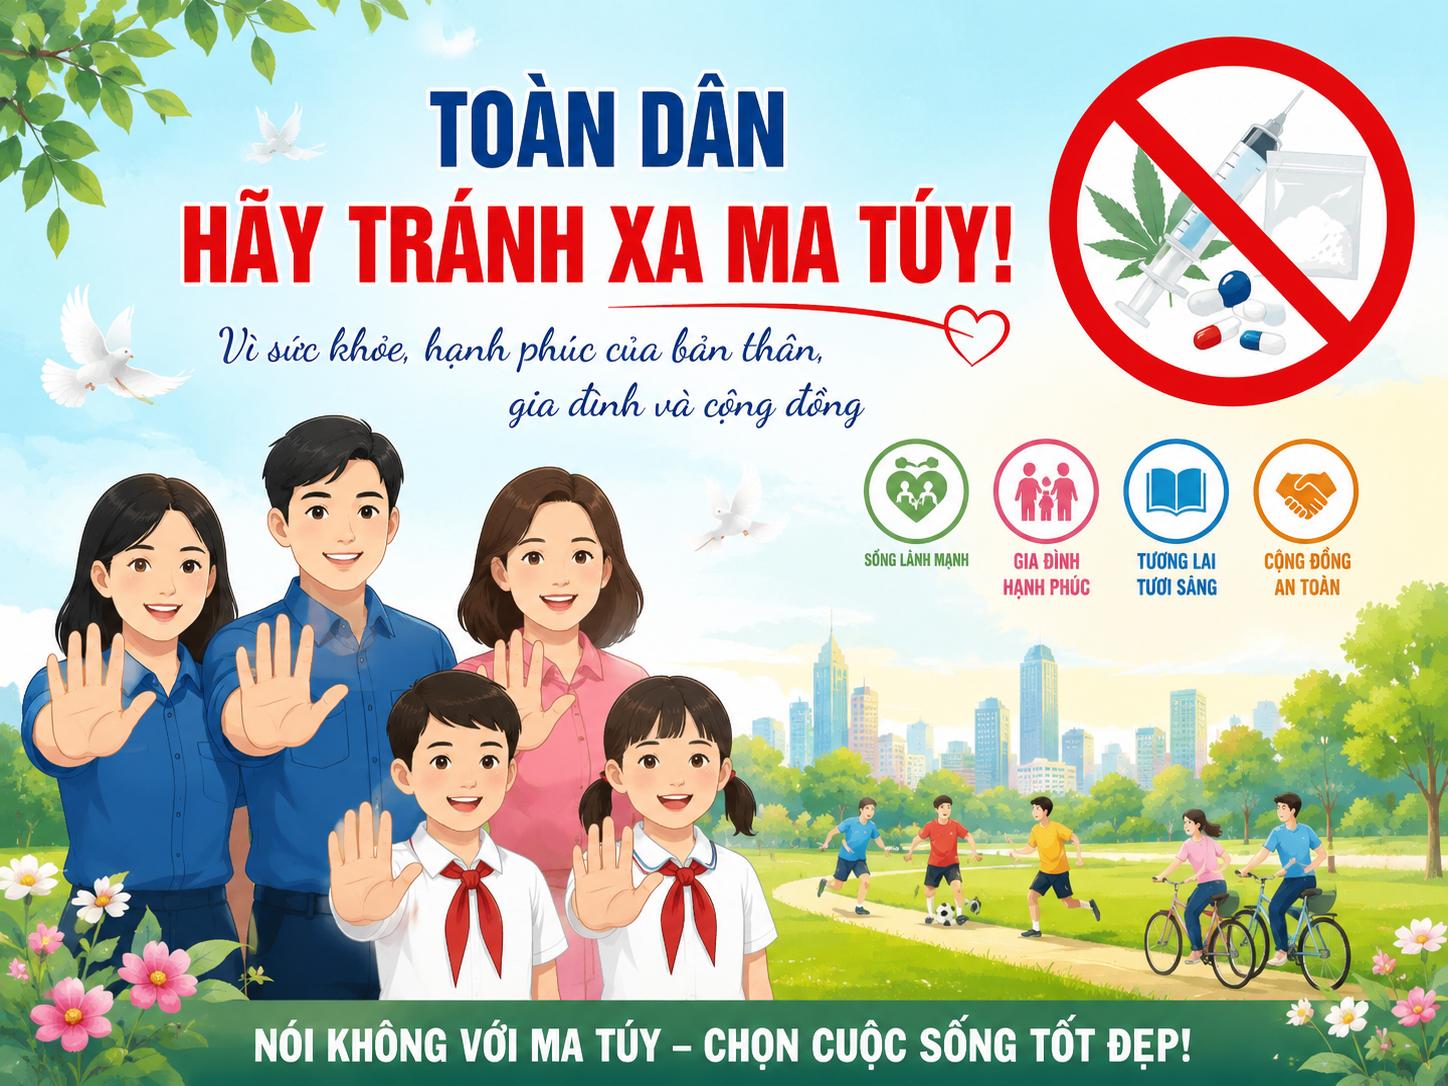 TOÀN DÂN
HÃY TRÁNH XA MA TÚY!
Vì sức khỏe, hạnh phúc của bản thân,
gia đình và cộng đồng
SỐNG LÀNH MẠNH
GIA ĐÌNH
HẠNH PHÚC
TƯƠNG LAI
TƯƠI SÁNG
CỘNG ĐỒNG
AN TOÀN
NÓI KHÔNG VỚI MA TÚY – CHỌN CUỘC SỐNG TỐT ĐẸP!